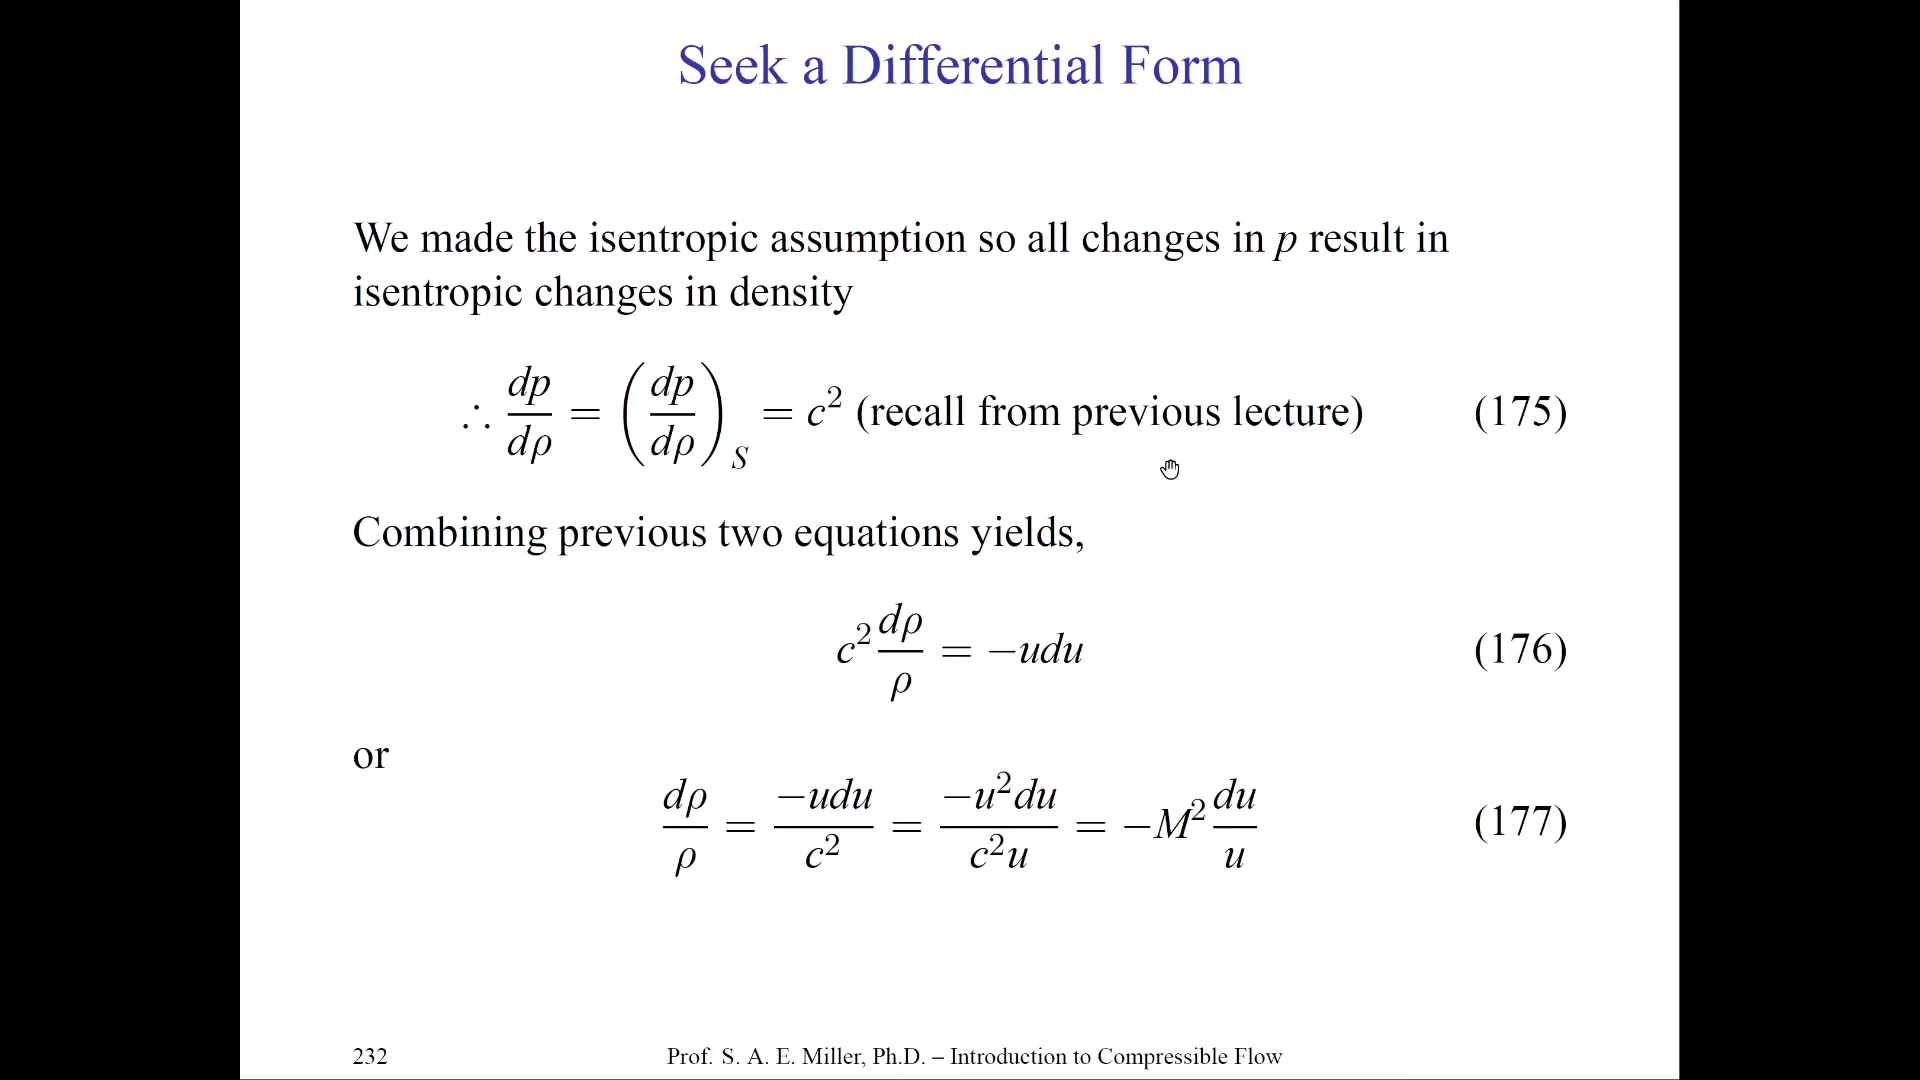 Seek a Differential Form
We made the isentropic assumption so all changes in p result in
isentropic changes in density
∴ dp/dρ = (dp/dρ)_S = c² (recall from previous lecture) (175)
Combining previous two equations yields,
c² dρ/ρ = −udu (176)
or
dρ/ρ = −udu/c² = −u²du/c²u = −M² du/u (177)
232 Prof. S. A. E. Miller, Ph.D. – Introduction to Compressible Flow